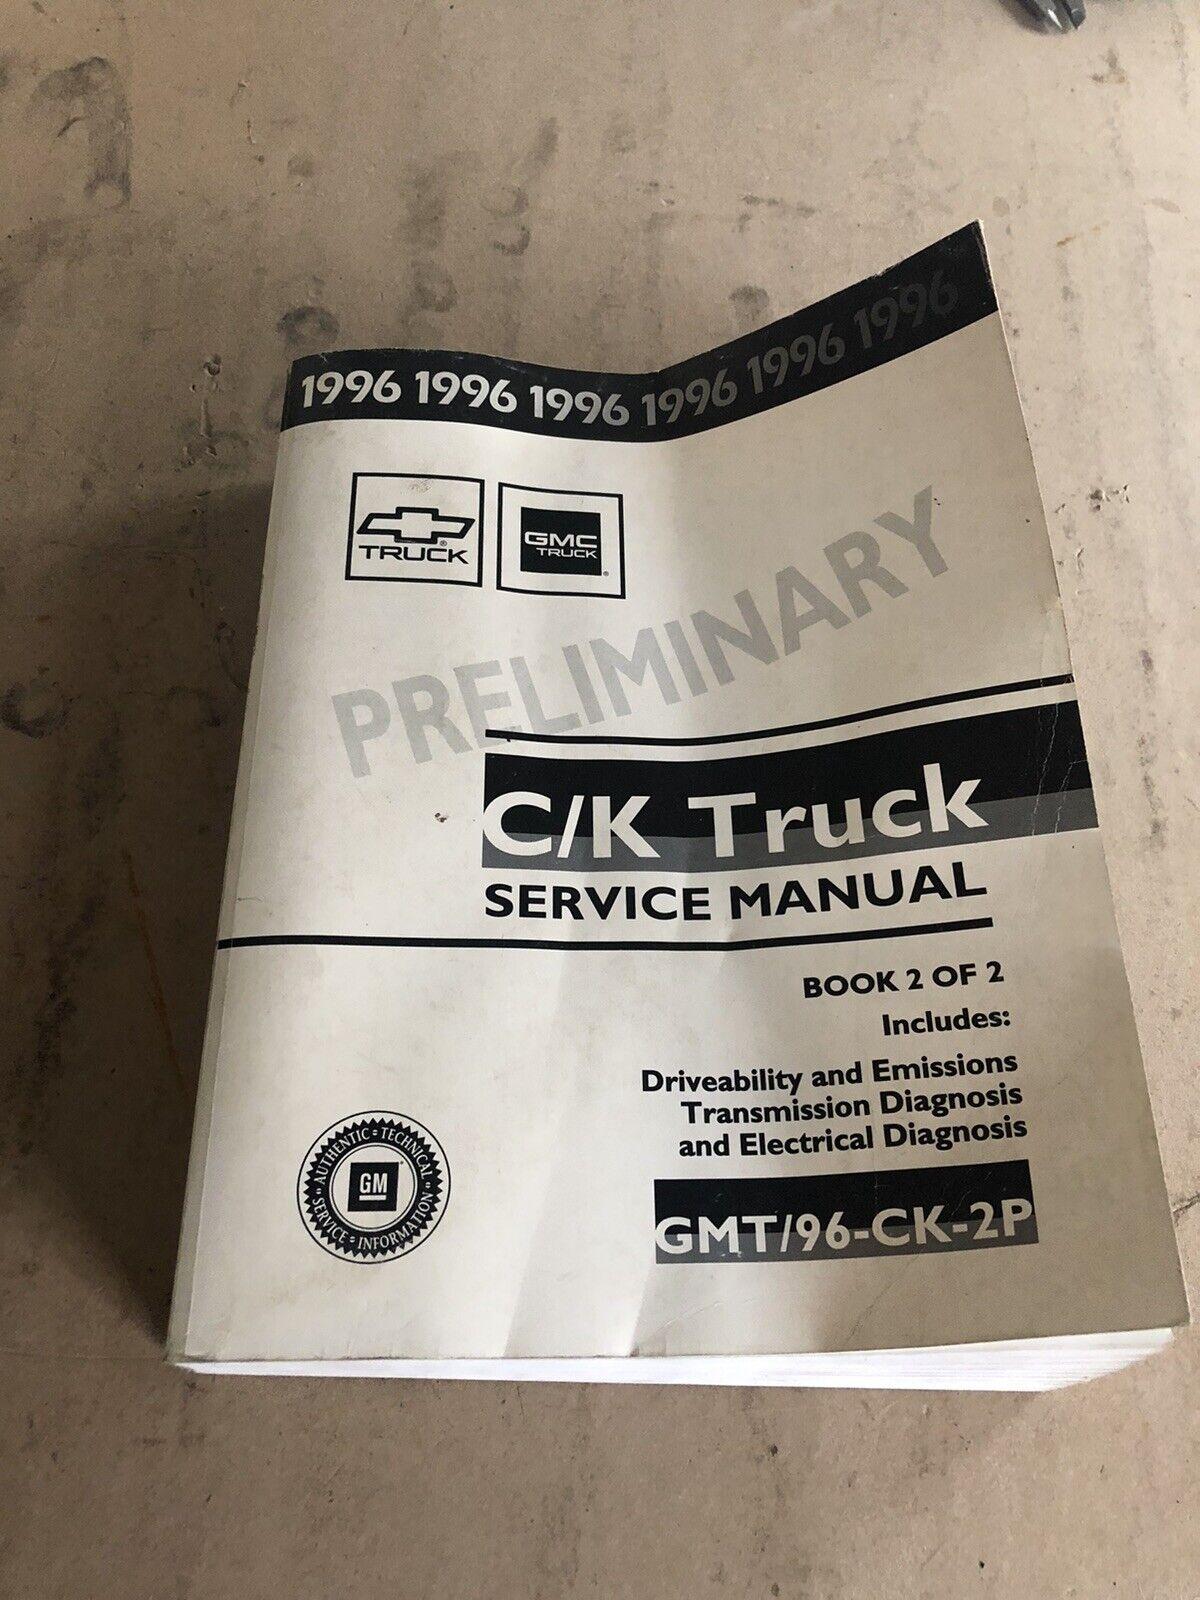 1996 1996 1996 1996 1996 1996
TRUCK®
GMC
TRUCK®
PRELIMINARY
C/K Truck
SERVICE MANUAL
BOOK 2 OF 2
Includes:
Driveability and Emissions
Transmission Diagnosis
and Electrical Diagnosis
AUTHENTIC TECHNICAL
GM
SERVICE INFORMATION
GMT/96-CK-2P